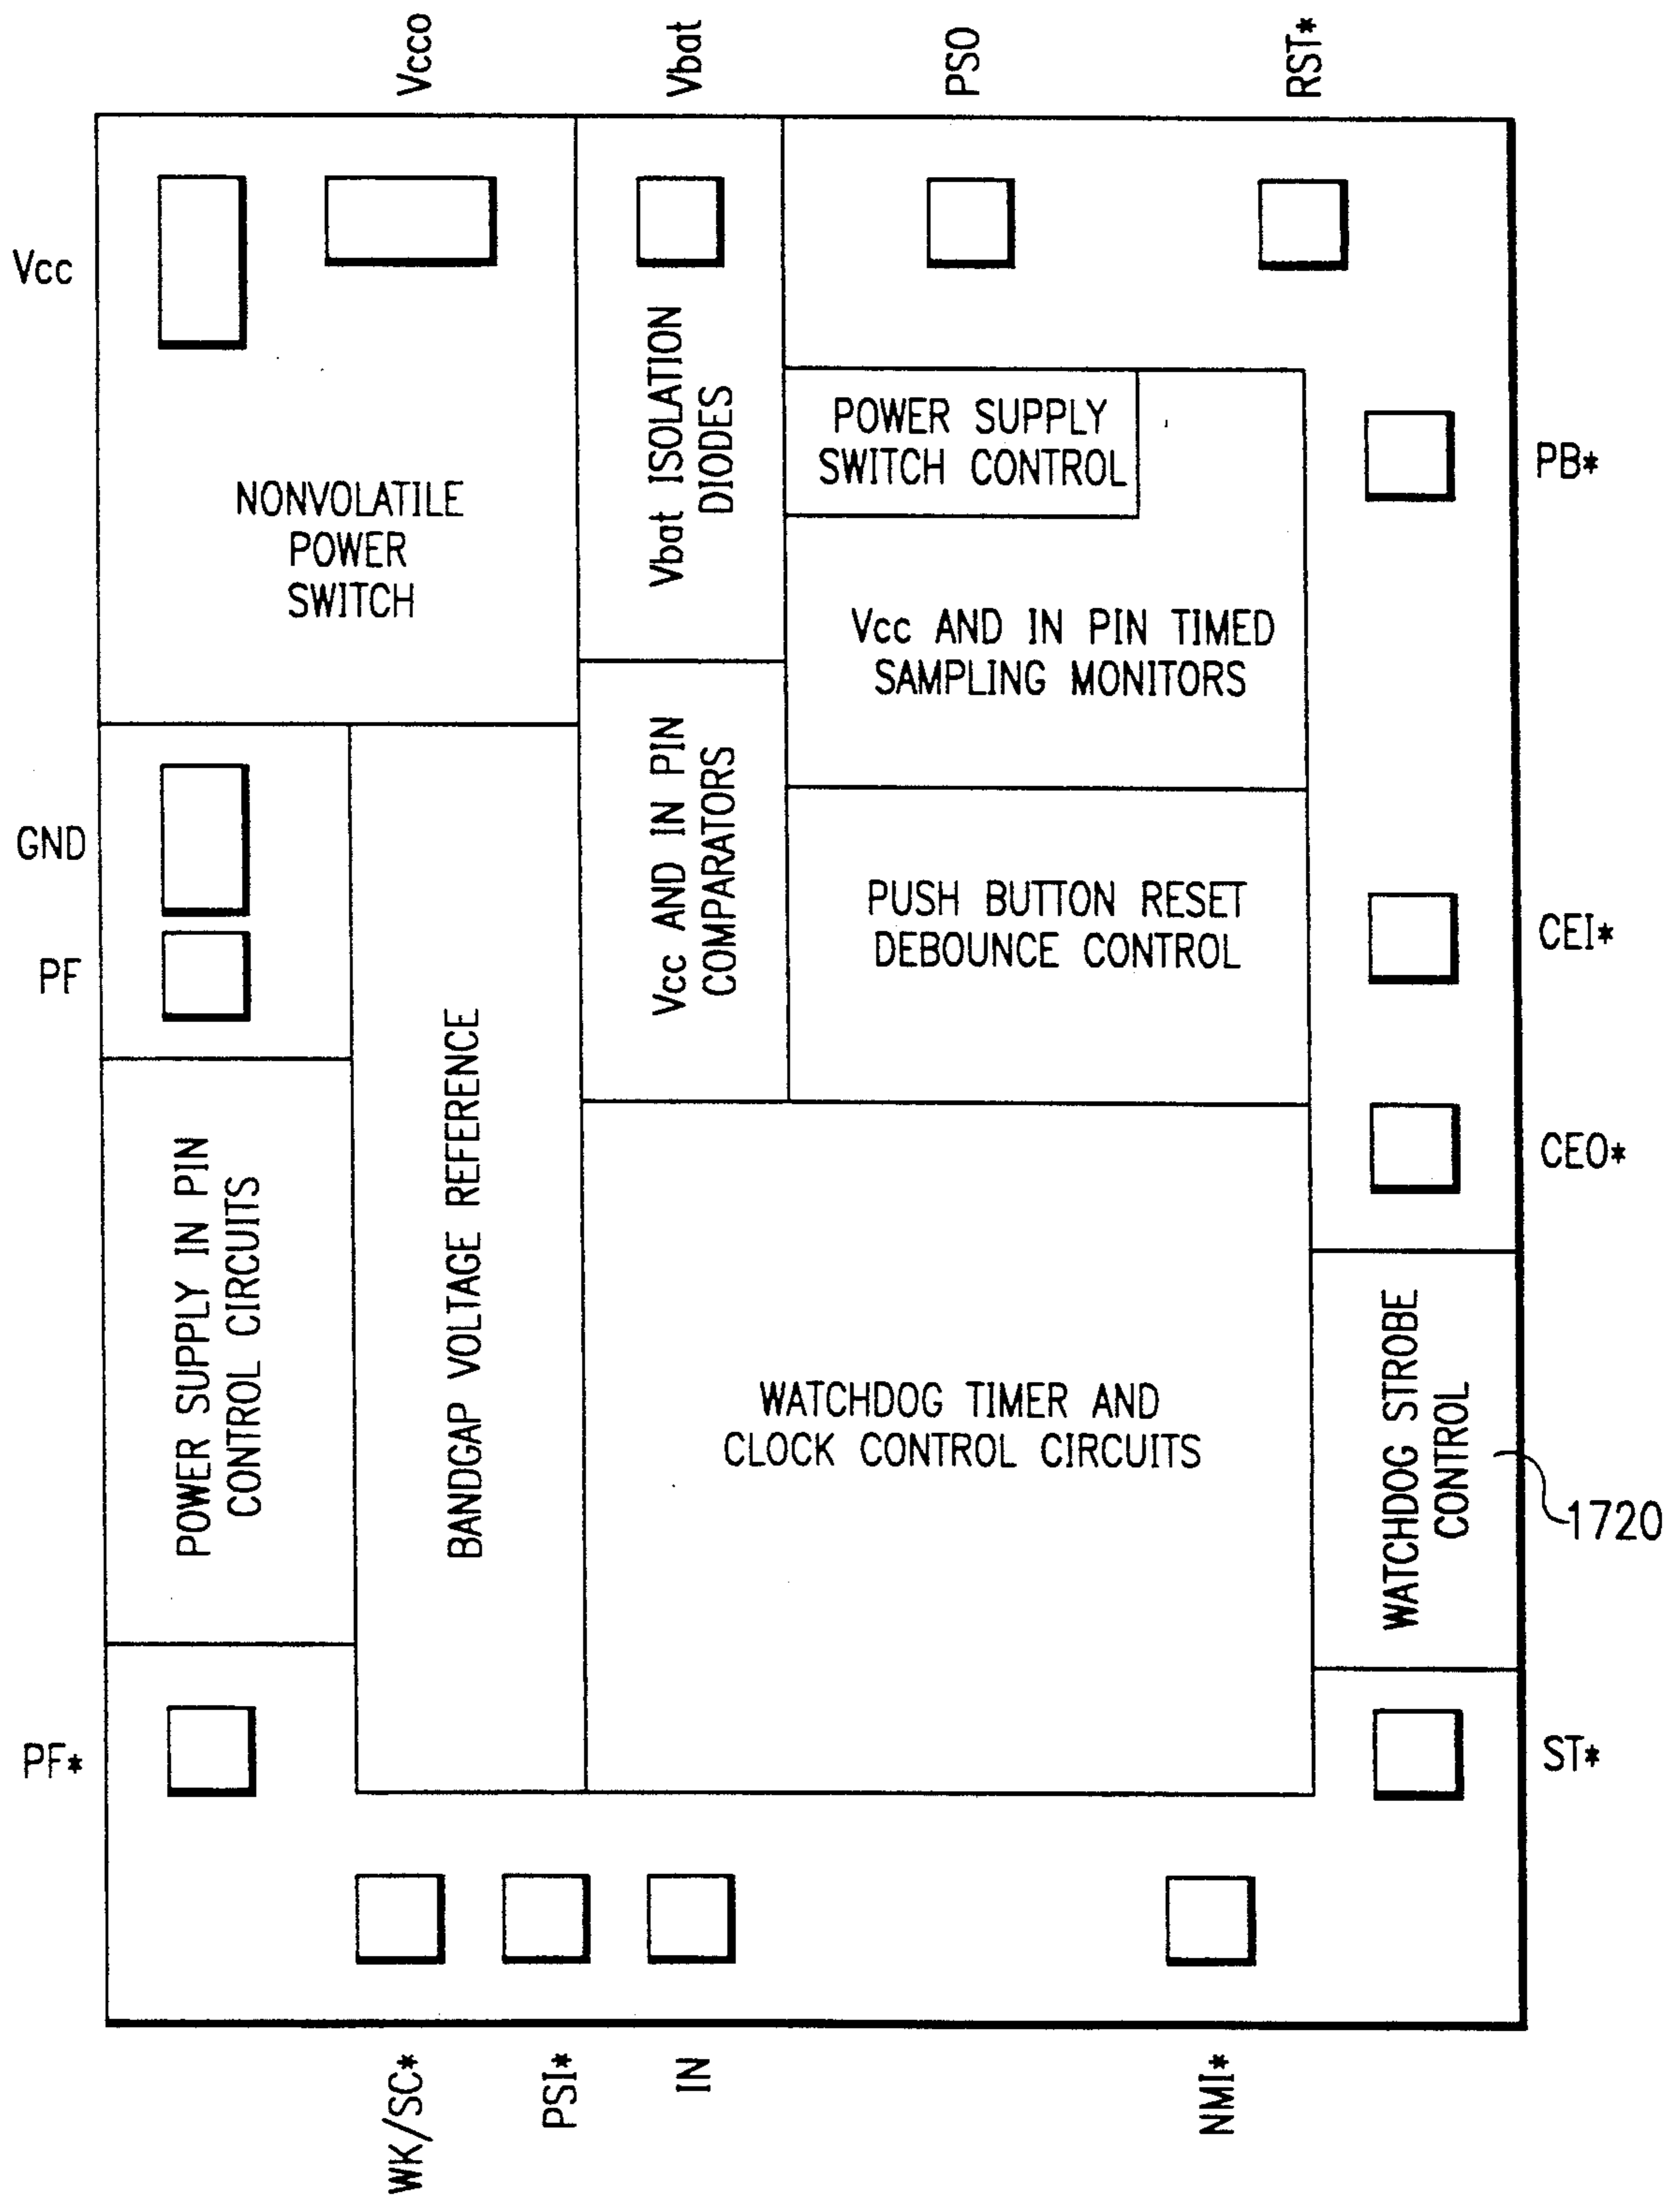 Vcco
Vbat
PSO
RST*
Vcc
NONVOLATILE
POWER
SWITCH
Vbat ISOLATION
DIODES
POWER SUPPLY
SWITCH CONTROL
PB*
Vcc AND IN PIN TIMED
SAMPLING MONITORS
GND
PF
Vcc AND IN PIN
COMPARATORS
PUSH BUTTON RESET
DEBOUNCE CONTROL
CEI*
CEO*
POWER SUPPLY IN PIN
CONTROL CIRCUITS
BANDGAP VOLTAGE REFERENCE
WATCHDOG TIMER AND
CLOCK CONTROL CIRCUITS
WATCHDOG STROBE
CONTROL
1720
PF*
ST*
WK/SC*
PSI*
IN
NMI*